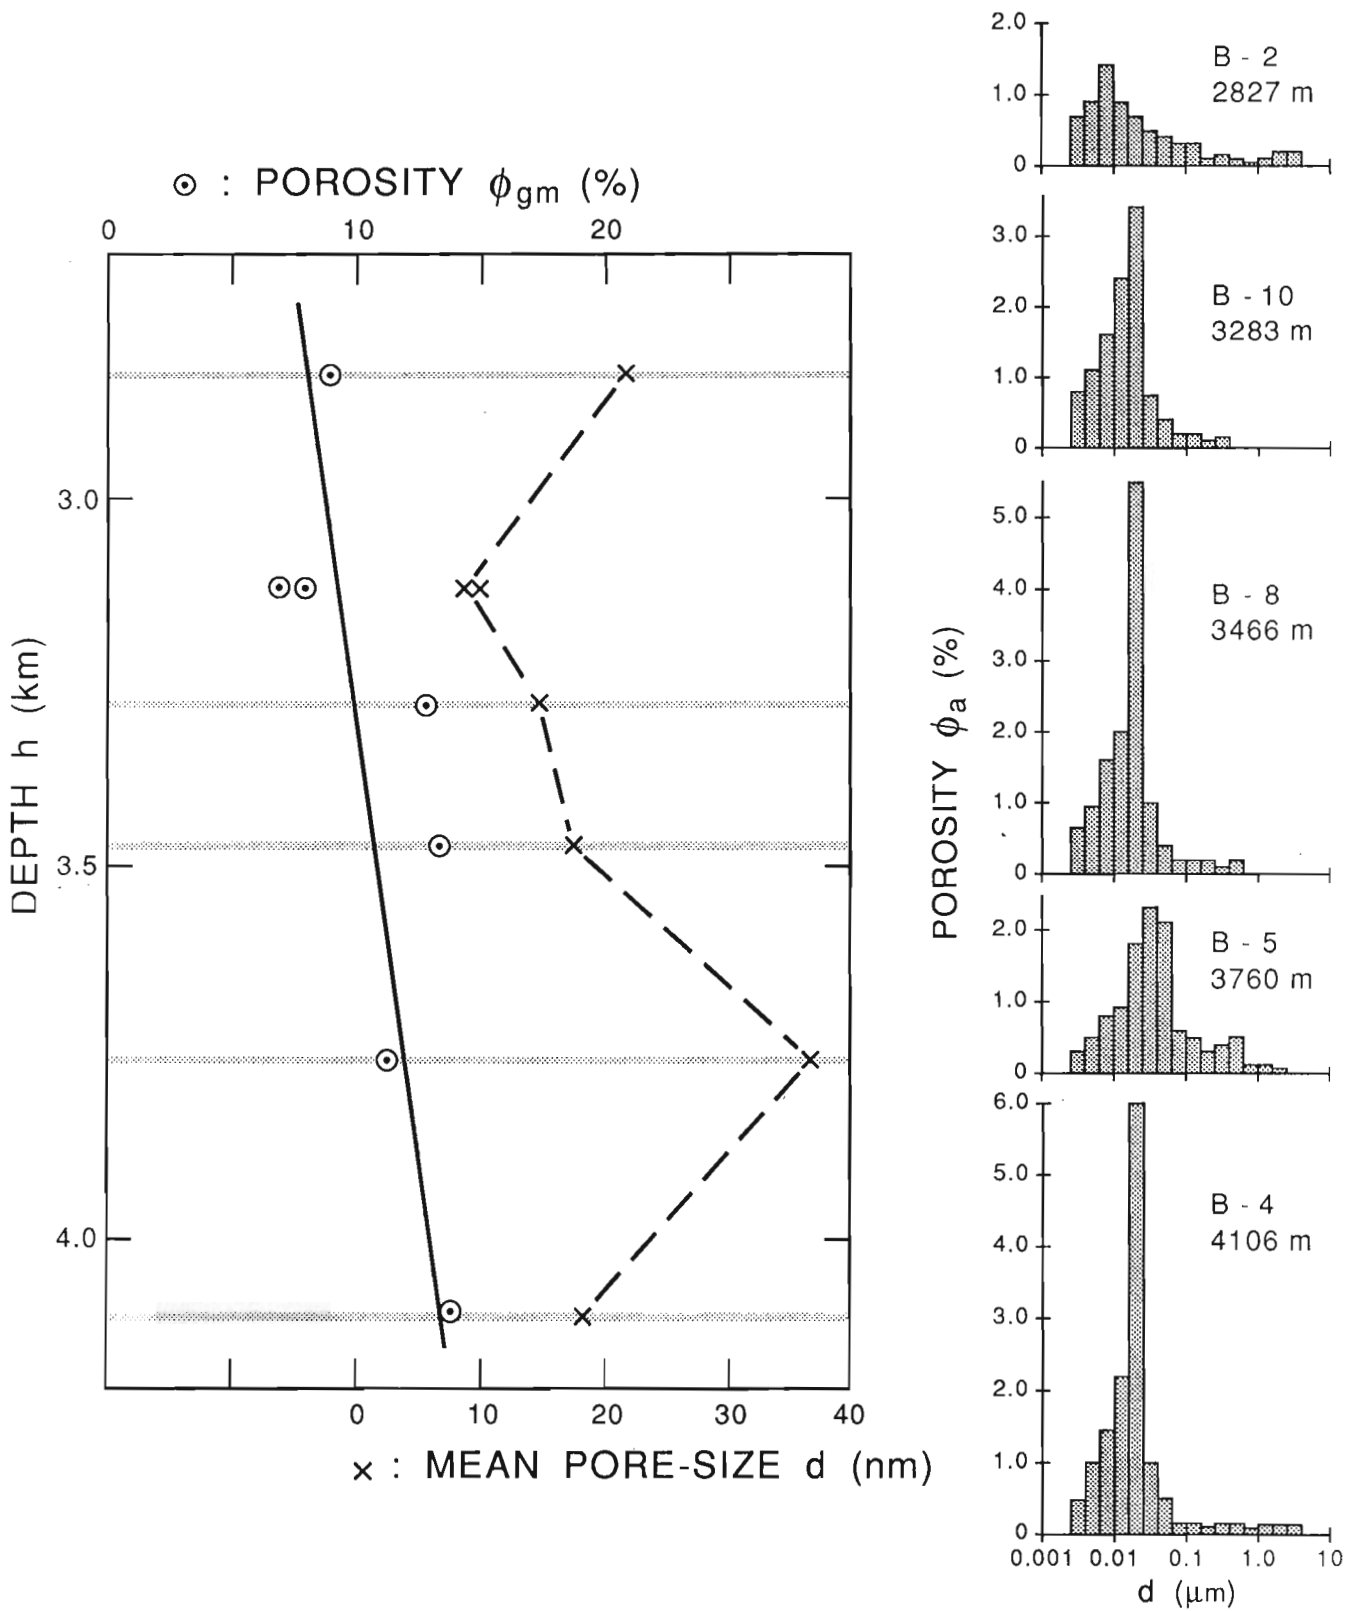 ⊙ : POROSITY ϕgm (%)
0 10 20
DEPTH h (km)
3.0
3.5
4.0
0 10 20 30 40
× : MEAN PORE-SIZE d (nm)
POROSITY ϕa (%)
2.0
1.0
0
B - 2
2827 m
3.0
2.0
1.0
0
B - 10
3283 m
5.0
4.0
3.0
2.0
1.0
0
B - 8
3466 m
2.0
1.0
0
B - 5
3760 m
6.0
5.0
4.0
3.0
2.0
1.0
0
B - 4
4106 m
0.001 0.01 0.1 1.0 10
d (μm)